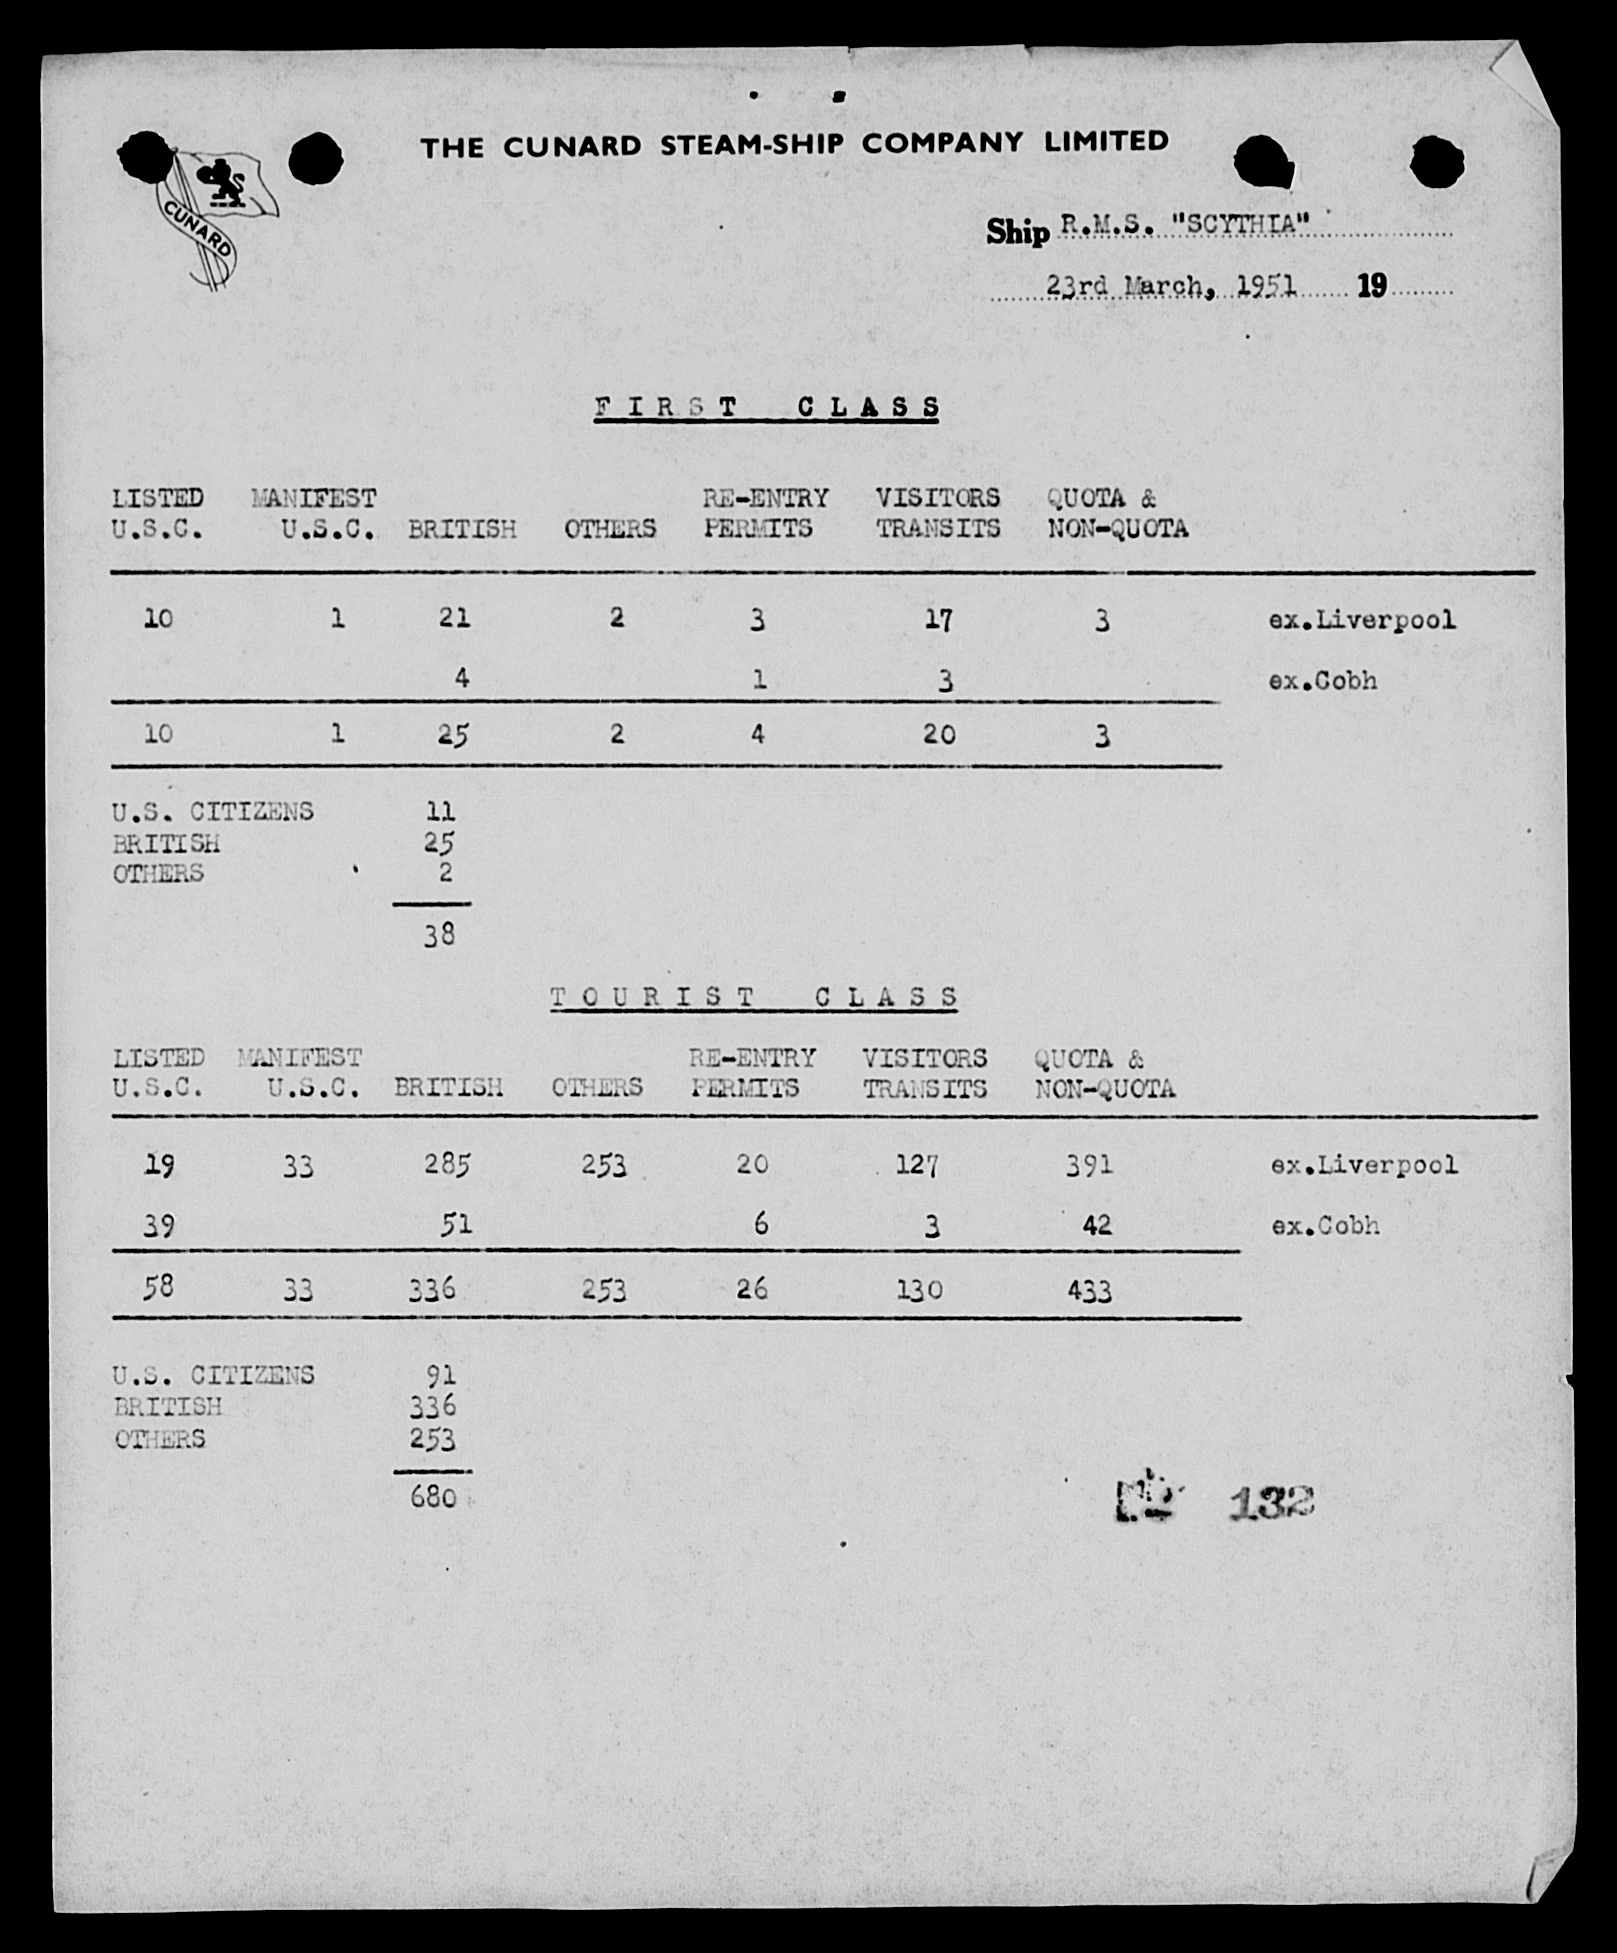 THE CUNARD STEAM-SHIP COMPANY LIMITED
CUNARD
Ship R.M.S. "SCYTHIA"
23rd March, 1951 19
FIRST CLASS
LISTED MANIFEST RE-ENTRY VISITORS QUOTA &
U.S.C. U.S.C. BRITISH OTHERS PERMITS TRANSITS NON-QUOTA
10 1 21 2 3 17 3 ex.Liverpool
4 1 3 ex.Cobh
10 1 25 2 4 20 3
U.S. CITIZENS 11
BRITISH 25
OTHERS 2
38
TOURIST CLASS
LISTED MANIFEST RE-ENTRY VISITORS QUOTA &
U.S.C. U.S.C. BRITISH OTHERS PERMITS TRANSITS NON-QUOTA
19 33 285 253 20 127 391 ex.Liverpool
39 51 6 3 42 ex.Cobh
58 33 336 253 26 130 433
U.S. CITIZENS 91
BRITISH 336
OTHERS 253
680
132